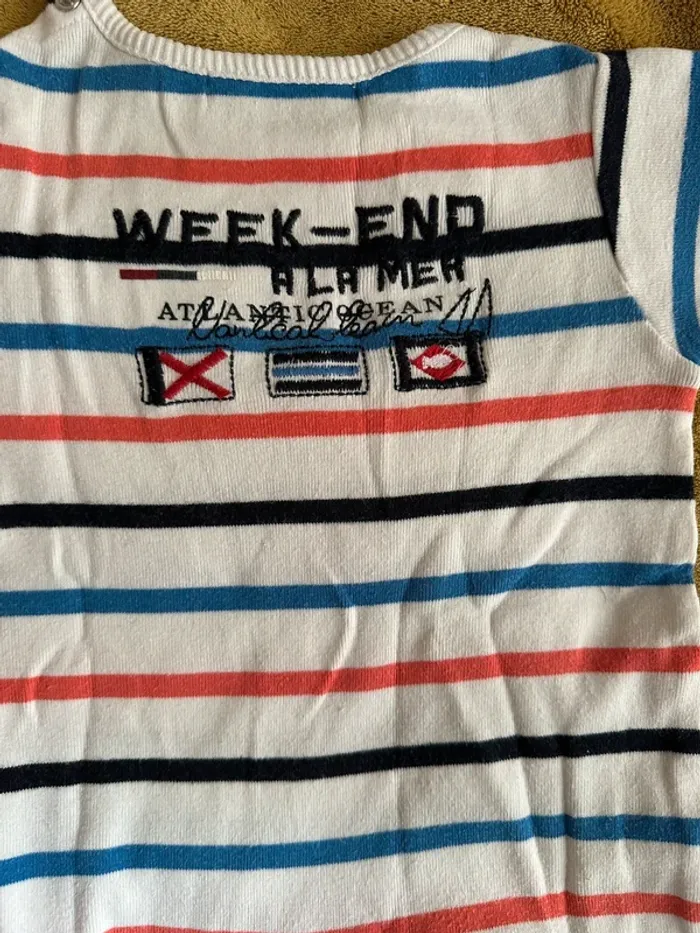 WEEK-END
A LA MER
ATLANTIC OCEAN
Nautical team